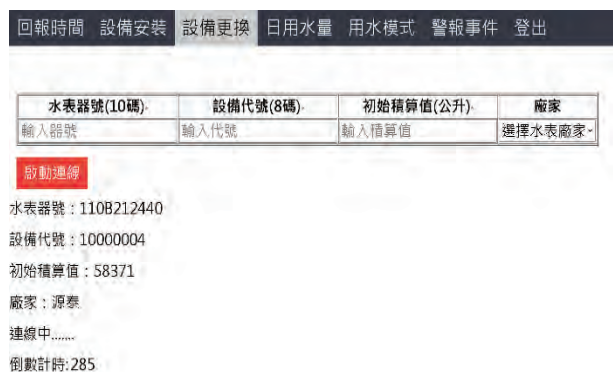 回報時間 設備安裝 設備更換 日用水量 用水模式 警報事件 登出
水表器號(10碼) 設備代號(8碼) 初始積算值(公升) 廠家
輸入器號 輸入代號 輸入積算值 選擇水表廠家
啟動連線
水表器號：110B212440
設備代號：10000004
初始積算值：58371
廠家：源泰
連線中.......
倒數計時:285